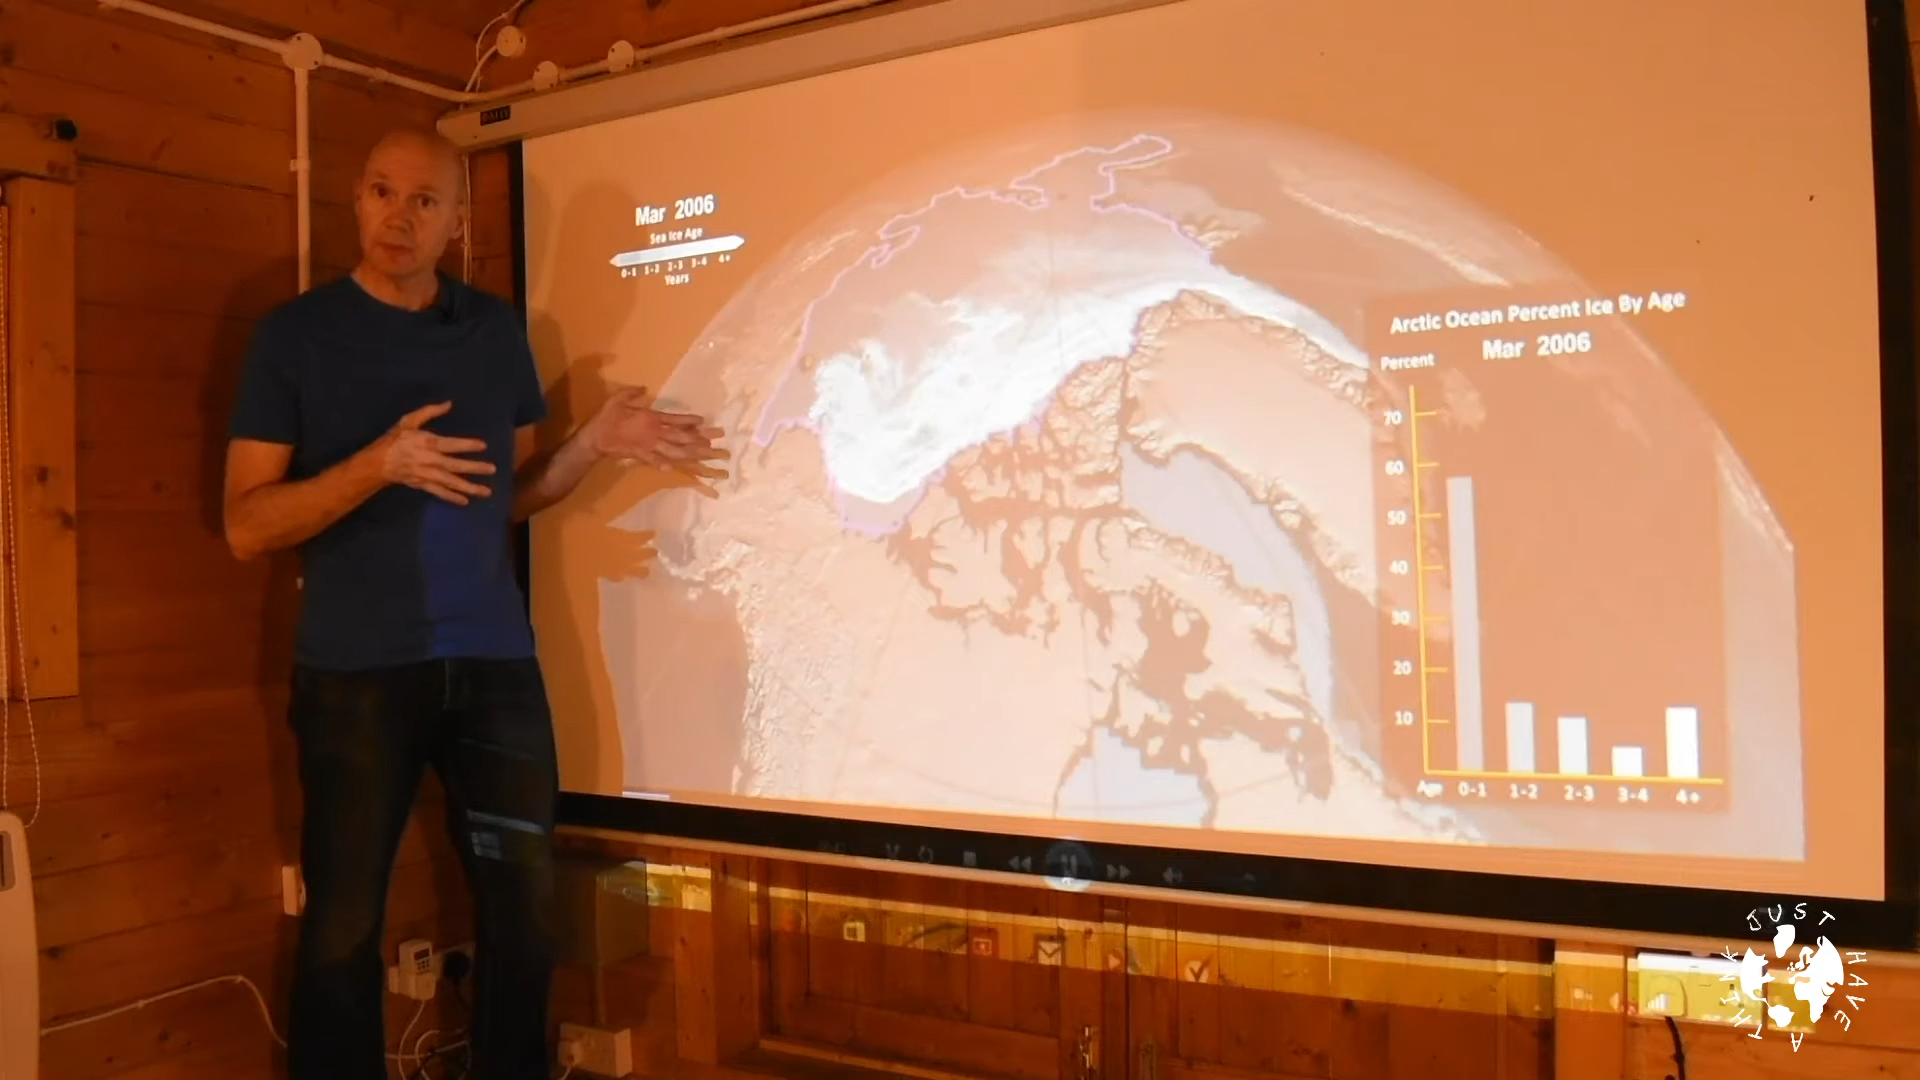 Mar 2006
Sea Ice Age
0-1 1-2 2-3 3-4 4+
Years
Arctic Ocean Percent Ice By Age
Mar 2006
Percent
70
60
50
40
30
20
10
Age 0-1 1-2 2-3 3-4 4+
JUST HAVE A THINK